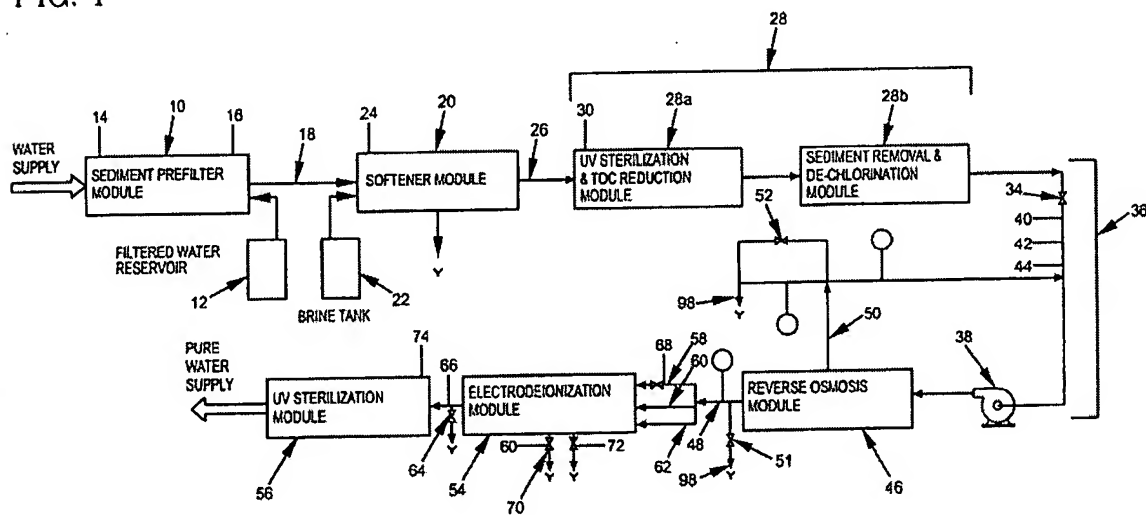 FIG. 1
28
14
10
16
18
24
20
26
30
28a
28b
WATER
SUPPLY
SEDIMENT PREFILTER
MODULE
SOFTENER MODULE
UV STERILIZATION
& TOC REDUCTION
MODULE
SEDIMENT REMOVAL &
DE-CHLORINATION
MODULE
34
36
40
42
44
52
FILTERED WATER
RESERVOIR
12
22
BRINE TANK
Y
98
Y
50
PURE
WATER
SUPPLY
74
66
68
58
60
38
UV STERILIZATION
MODULE
ELECTRODEIONIZATION
MODULE
REVERSE OSMOSIS
MODULE
64
Y
60
72
62
48
51
56
54
70
Y
Y
98
Y
46